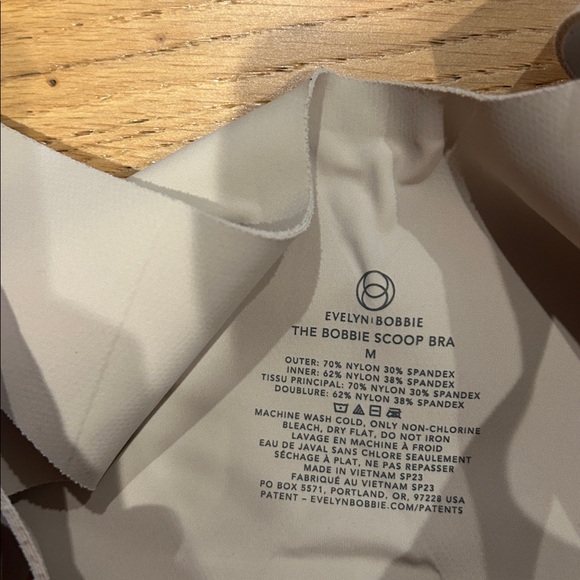 EVELYN BOBBIE
THE BOBBIE SCOOP BRA
M
OUTER: 70% NYLON 30% SPANDEX
INNER: 62% NYLON 38% SPANDEX
TISSU PRINCIPAL: 70% NYLON 30% SPANDEX
DOUBLURE: 62% NYLON 38% SPANDEX
MACHINE WASH COLD, ONLY NON-CHLORINE
BLEACH, DRY FLAT, DO NOT IRON
LAVAGE EN MACHINE À FROID
EAU DE JAVAL SANS CHLORE SEAULEMENT
SÉCHAGE À PLAT, NE PAS REPASSER
MADE IN VIETNAM SP23
FABRIQUÉ AU VIETNAM SP23
PO BOX 5571, PORTLAND, OR, 97228 USA
PATENT – EVELYNBOBBIE.COM/PATENTS